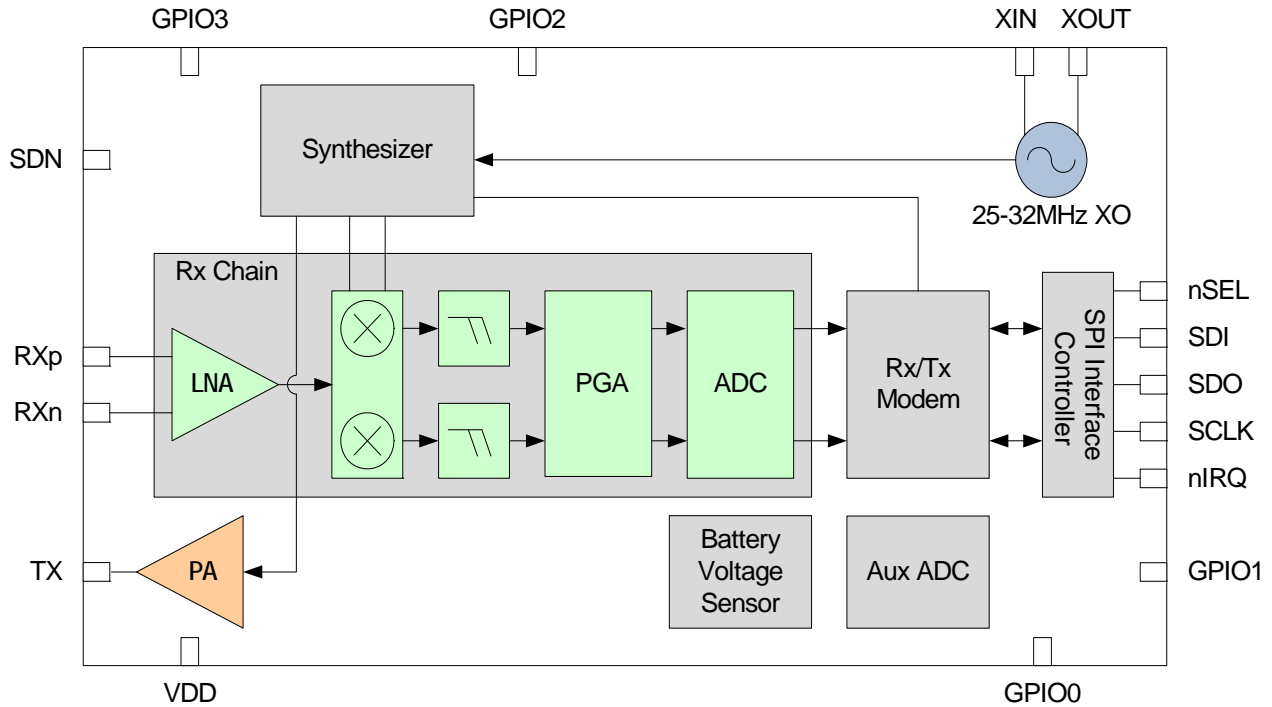 GPIO3
GPIO2
XIN
XOUT
Synthesizer
SDN
25-32MHz XO
Rx Chain
nSEL
SDI
SDO
SCLK
nIRQ
SPI Interface
Controller
RXp
RXn
LNA
PGA
ADC
Rx/Tx
Modem
TX
PA
Battery
Voltage
Sensor
Aux ADC
GPIO1
VDD
GPIO0